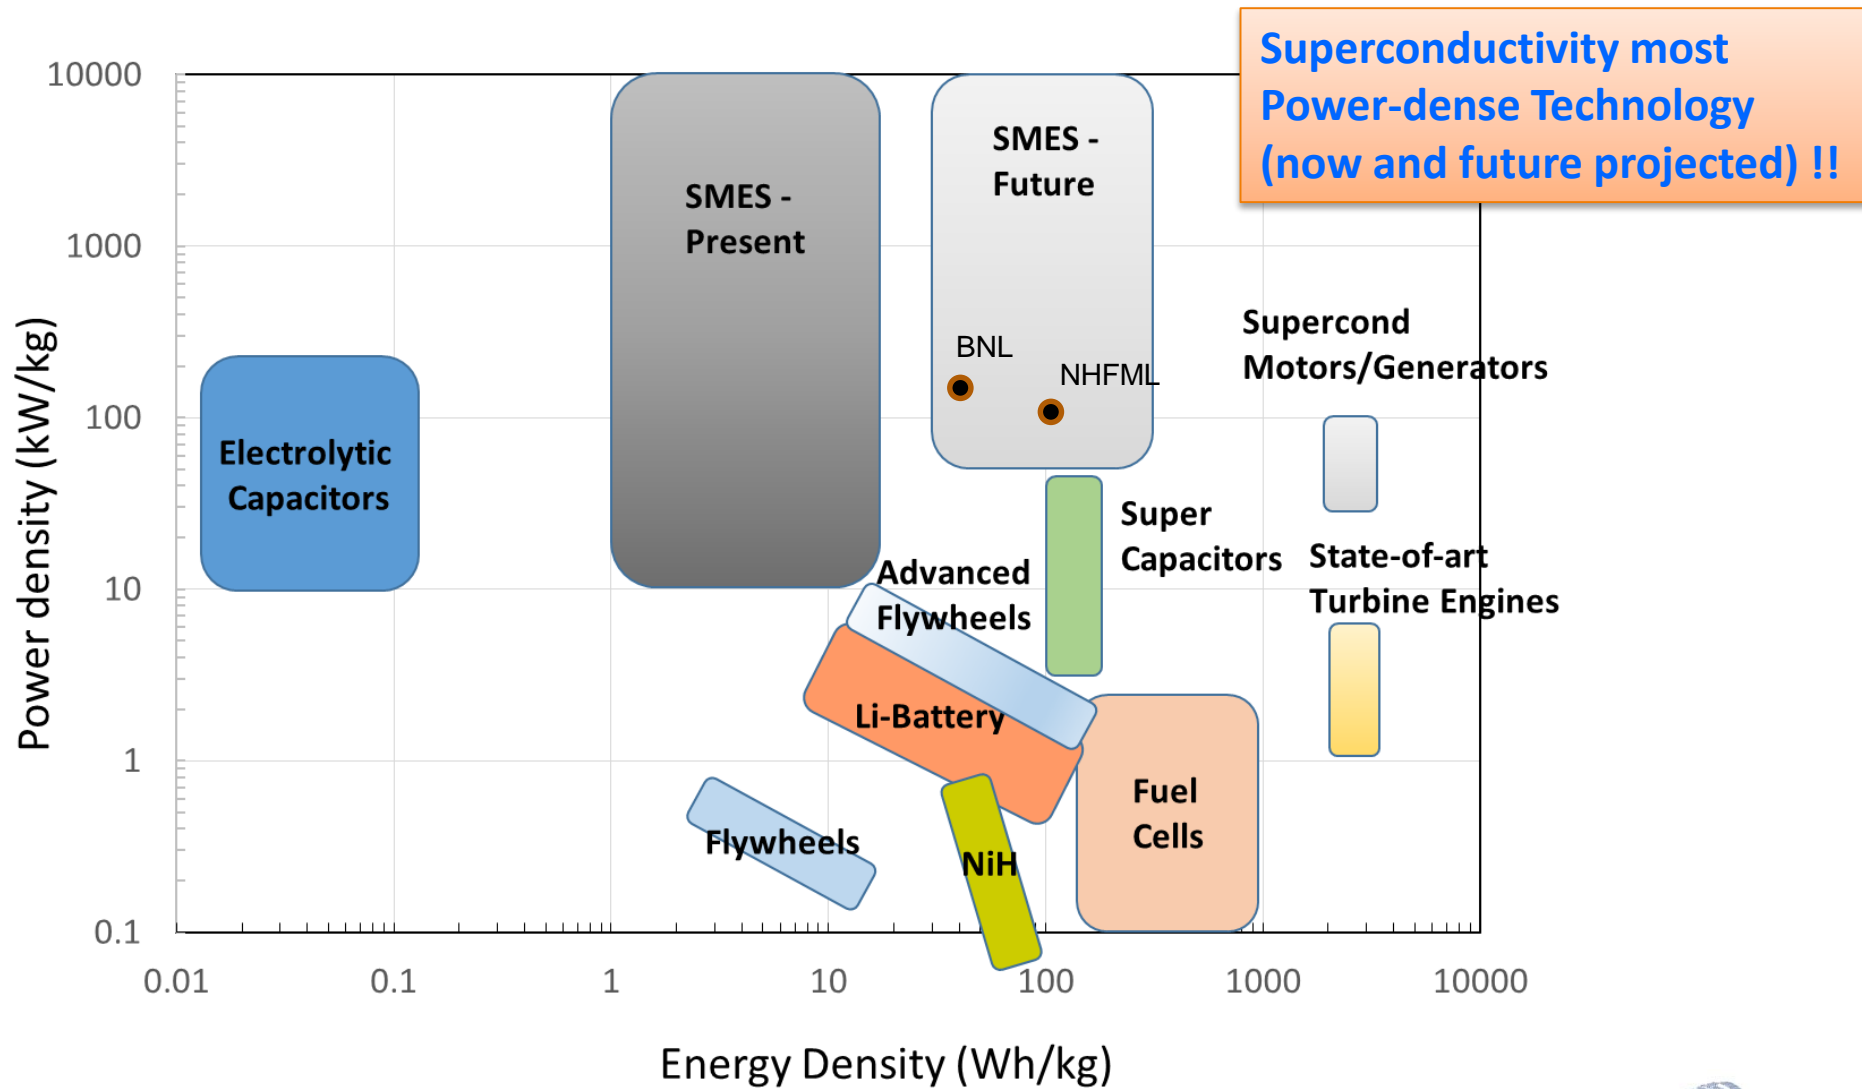 Superconductivity most
Power-dense Technology
(now and future projected) !!
10000
1000
100
10
1
0.1
Power density (kW/kg)
SMES -
Present
SMES -
Future
BNL
NHFML
Supercond
Motors/Generators
Electrolytic
Capacitors
Super
Capacitors
State-of-art
Turbine Engines
Advanced
Flywheels
Li-Battery
Flywheels
NiH
Fuel
Cells
0.01
0.1
1
10
100
1000
10000
Energy Density (Wh/kg)